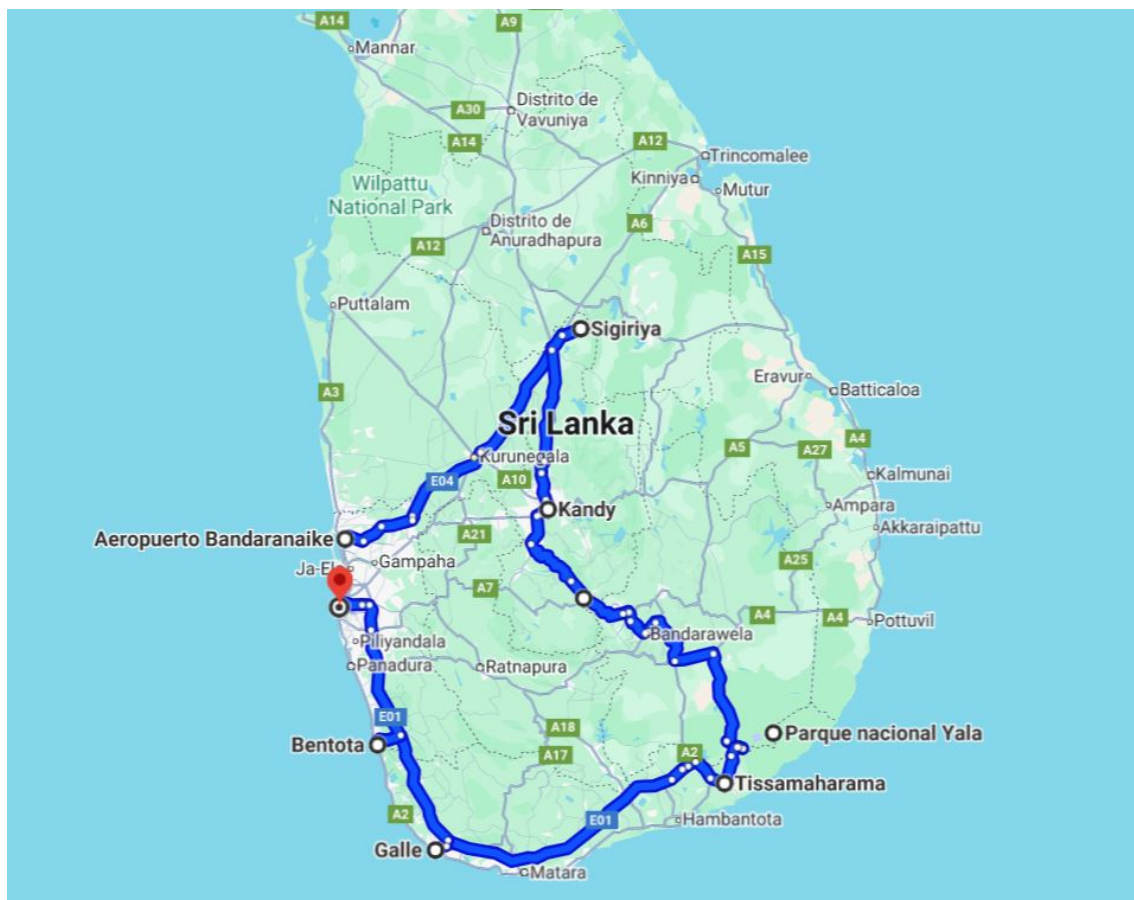 A14
A9
Mannar
A30
Distrito de
Vavuniya
A14
A12
Trincomalee
Kinniya
Mutur
Wilpattu
National Park
Distrito de
Anuradhapura
A6
A12
A15
Puttalam
Sigiriya
Eravur
Batticaloa
A3
Sri Lanka
A4
A5
A27
Kurunegala
Kalmunai
E04
A10
Ampara
Kandy
Akkaraipattu
Aeropuerto Bandaranaike
A21
Gampaha
A25
A7
A4
A4
Pottuvil
Bandarawela
Piliyandala
Panadura
Ratnapura
E01
A18
Parque nacional Yala
Bentota
A17
A2
Tissamaharama
A2
E01
Hambantota
Galle
Matara